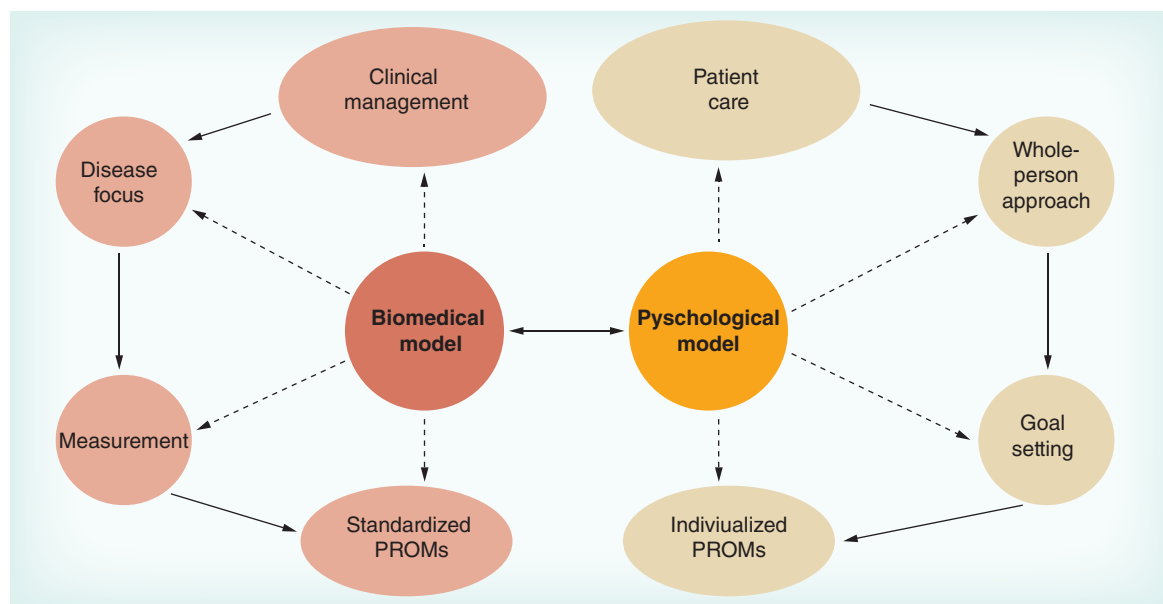 Clinical
management
Patient
care
Disease
focus
Whole-
person
approach
Biomedical
model
Pyschological
model
Measurement
Goal
setting
Standardized
PROMs
Indiviualized
PROMs